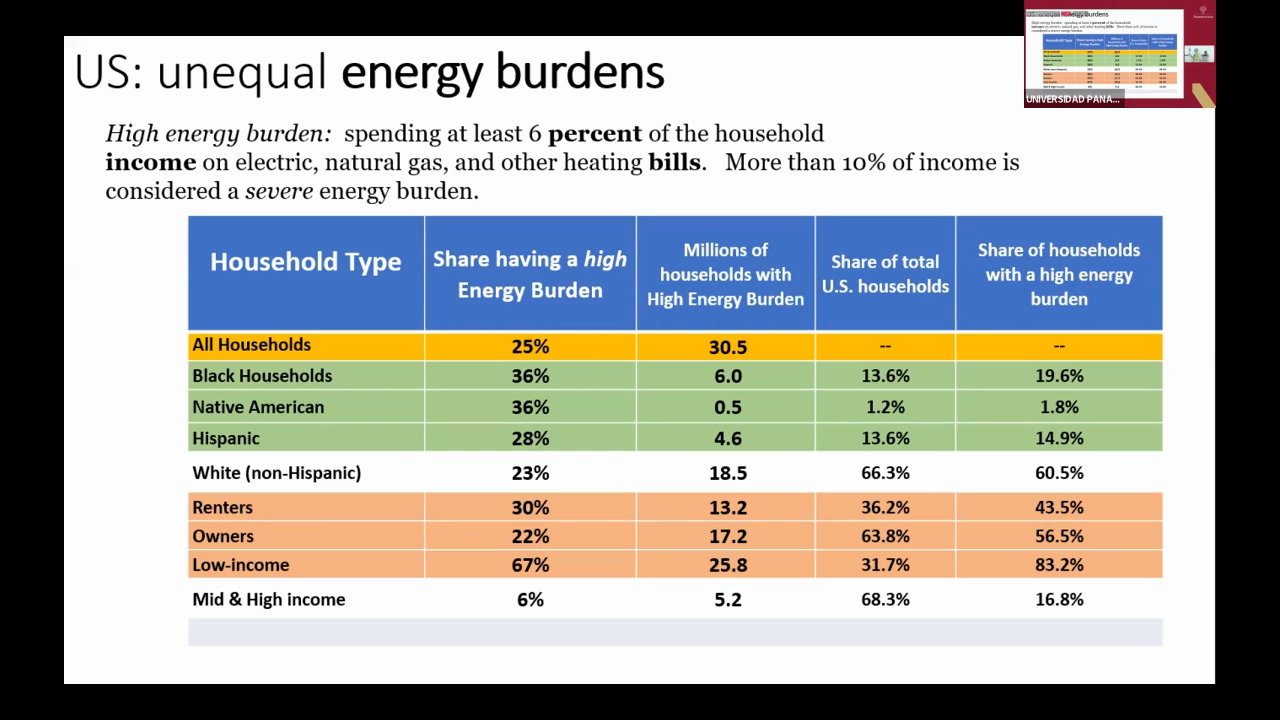 US: unequal energy burdens
High energy burden: spending at least 6 percent of the household
income on electric, natural gas, and other heating bills. More than 10% of income is
considered a severe energy burden.
Household Type
Share having a high
Energy Burden
Millions of
households with
High Energy Burden
Share of total
U.S. households
Share of households
with a high energy
burden
All Households 25% 30.5 -- --
Black Households 36% 6.0 13.6% 19.6%
Native American 36% 0.5 1.2% 1.8%
Hispanic 28% 4.6 13.6% 14.9%
White (non-Hispanic) 23% 18.5 66.3% 60.5%
Renters 30% 13.2 36.2% 43.5%
Owners 22% 17.2 63.8% 56.5%
Low-income 67% 25.8 31.7% 83.2%
Mid & High income 6% 5.2 68.3% 16.8%
UNIVERSIDAD PANA...